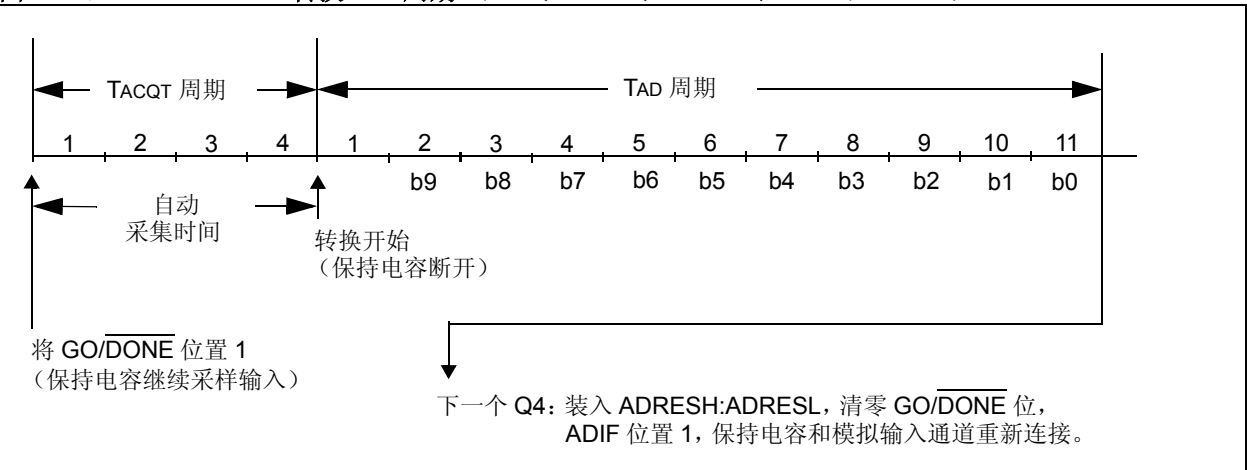 TACQT 周期
TAD 周期
1 2 3 4 1 2 3 4 5 6 7 8 9 10 11
b9 b8 b7 b6 b5 b4 b3 b2 b1 b0
自动
采集时间
转换开始
（保持电容断开）
将 GO/DONE 位置 1
（保持电容继续采样输入）
下一个 Q4：装入 ADRESH:ADRESL，清零 GO/DONE 位，
ADIF 位置 1，保持电容和模拟输入通道重新连接。